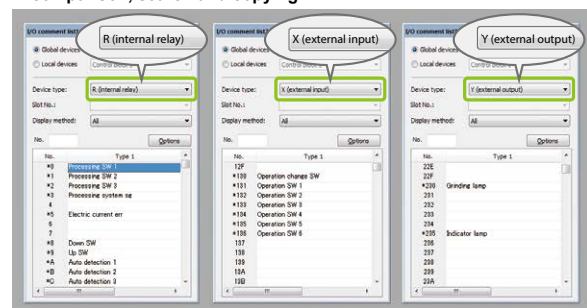 R (internal relay)
X (external input)
Y (external output)
I/O comment list
Global devices
Local devices
Device type:
R (internal relay)
Slot No.:
Display method:
All
No.
Options
No.
Type 1
*0 Processing SW 1
*1 Processing SW 2
*2 Processing SW 3
*3 Processing system se
4
*5 Electric current err
6
7
*8 Down SW
*9 Up SW
*A Auto detection 1
*B Auto detection 2
*C Auto detection 3
I/O comment list
Global
Local devices
Device type:
X (external input)
Slot No.:
Display method:
All
No.
Options
No.
Type 1
12F
*130 Operation change SW
*131 Operation SW 1
*132 Operation SW 2
*133 Operation SW 3
*134 Operation SW 4
*135 Operation SW 5
*136 Operation SW 6
137
138
139
13A
13B
I/O comment list
Global
Local devices
Device type:
Y (external output)
Slot No.:
Display method:
All
No.
Options
No.
Type 1
22E
22F
*230 Grinding lamp
231
232
233
234
*235 Indicator lamp
236
237
238
239
23A